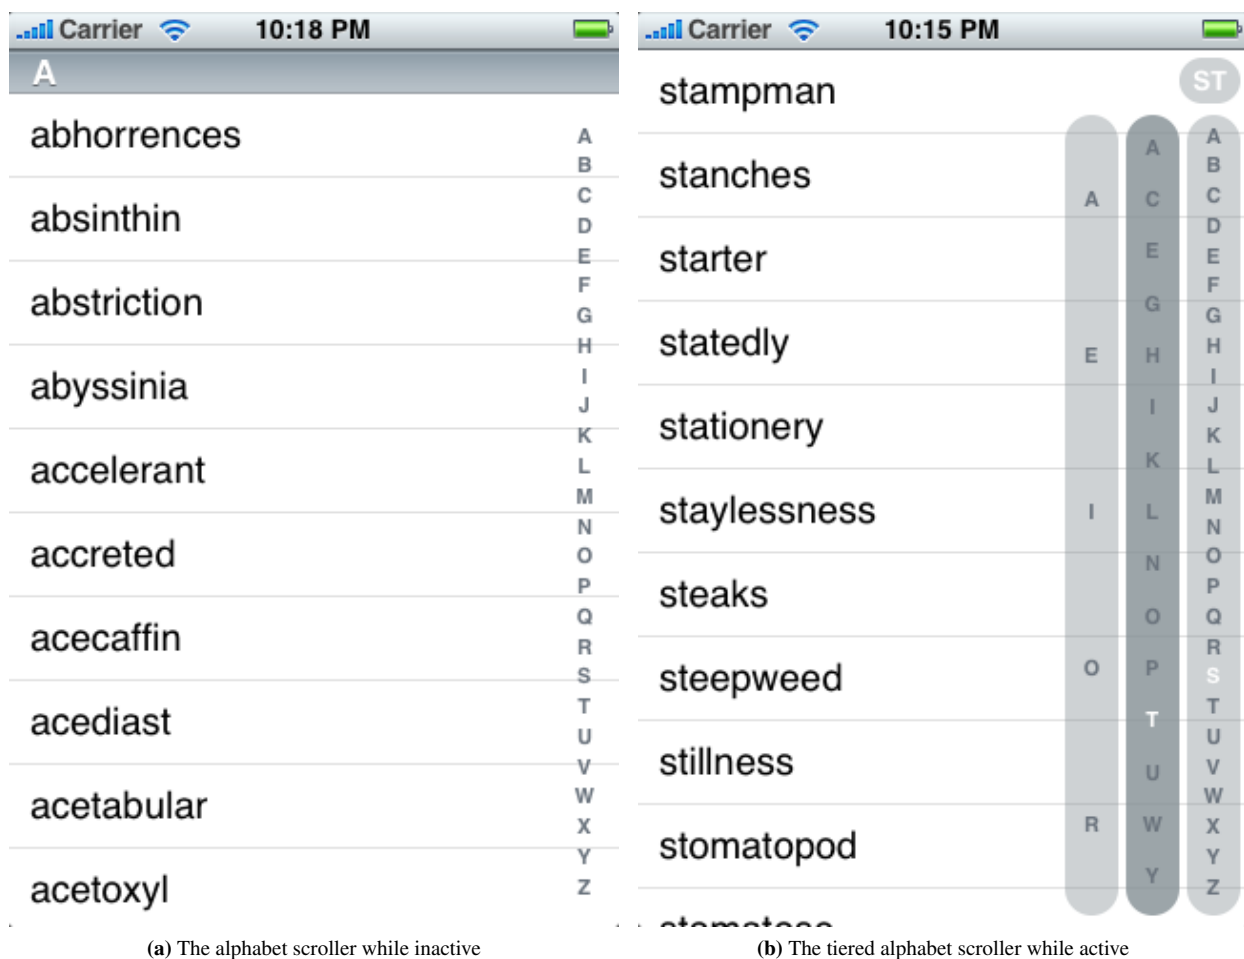 Carrier 10:18 PM
A
abhorrences
absinthin
abstriction
abyssinia
accelerant
accreted
acecaffin
acediast
acetabular
acetoxyl
A
B
C
D
E
F
G
H
I
J
K
L
M
N
O
P
Q
R
S
T
U
V
W
X
Y
Z
(a) The alphabet scroller while inactive
Carrier 10:15 PM
ST
stampman
stanches
starter
statedly
stationery
staylessness
steaks
steepweed
stillness
stomatopod
A
E
I
O
R
A
C
E
G
H
I
K
L
N
O
P
T
U
W
Y
A
B
C
D
E
F
G
H
I
J
K
L
M
N
O
P
Q
R
S
T
U
V
W
X
Y
Z
(b) The tiered alphabet scroller while active